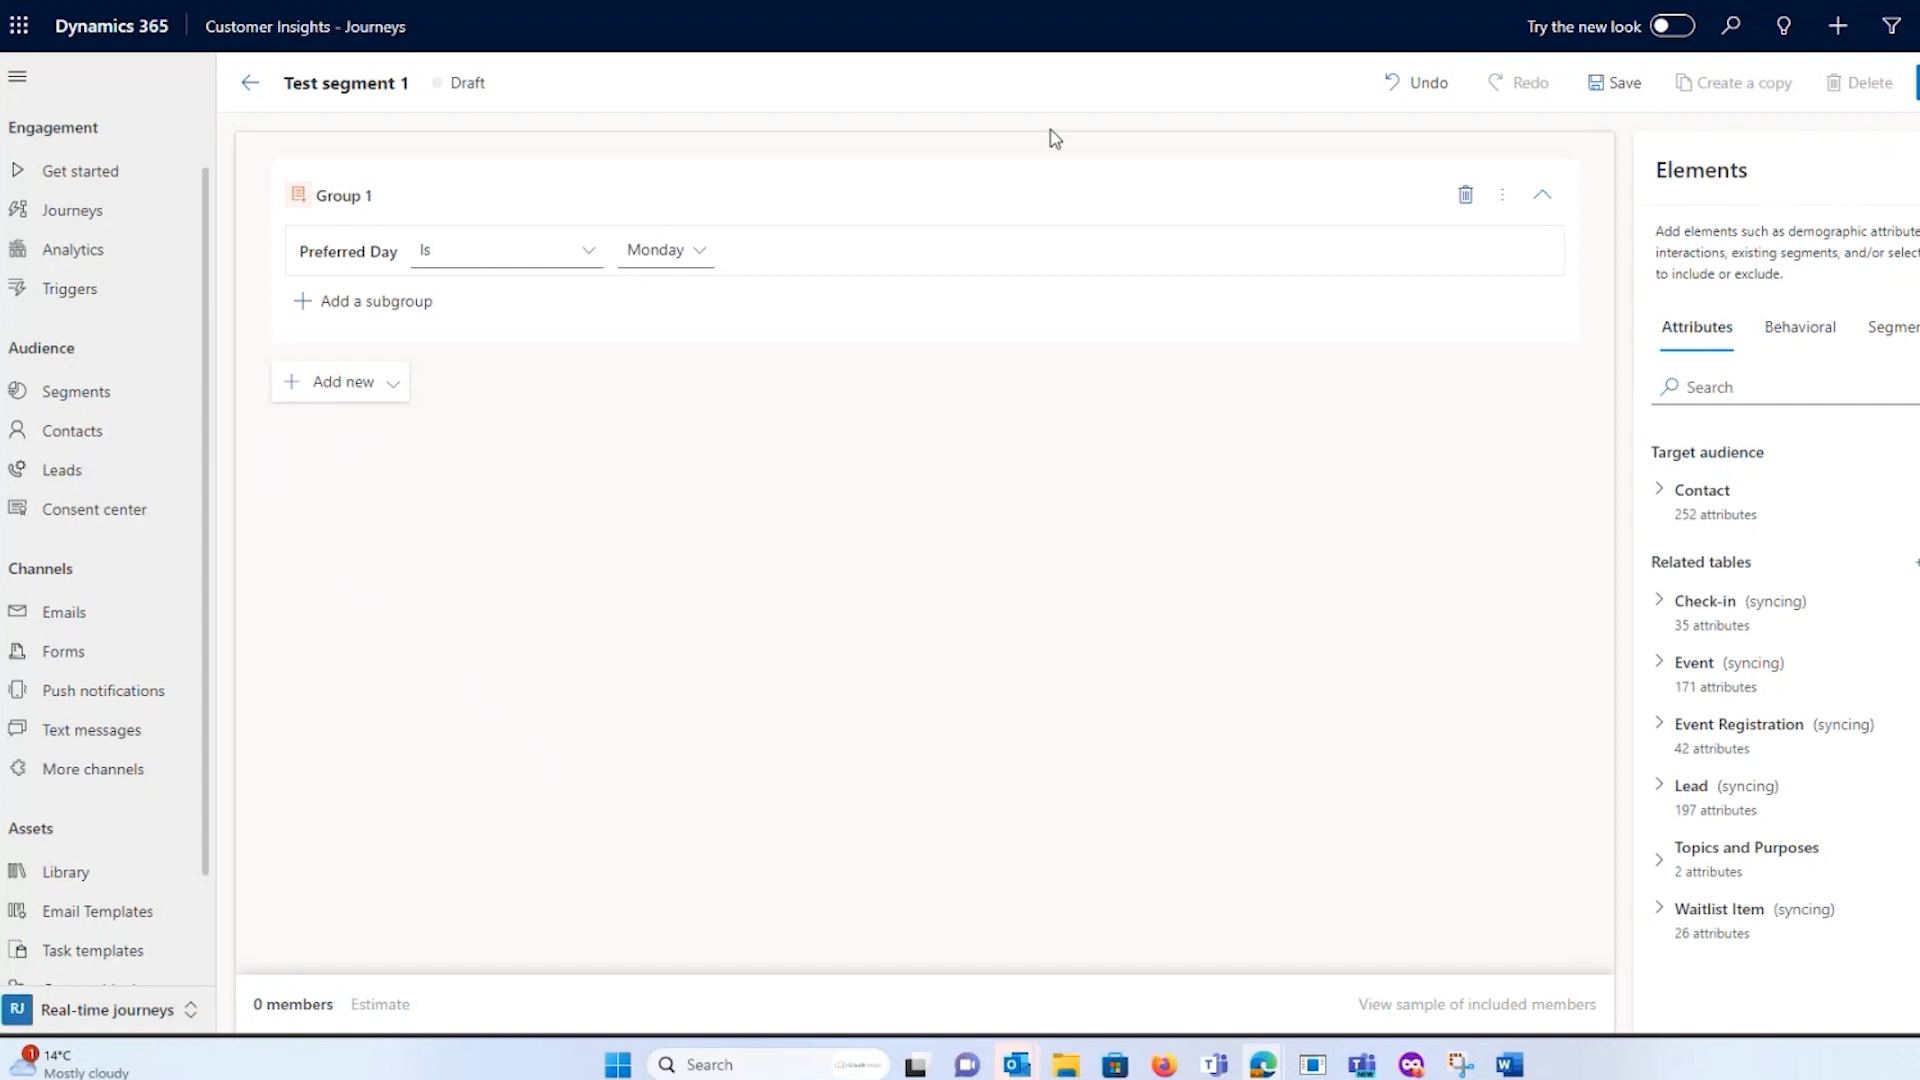 Dynamics 365
Customer Insights - Journeys
Try the new look
Test segment 1
Draft
Undo
Redo
Save
Create a copy
Delete
Engagement
Get started
Journeys
Analytics
Triggers
Audience
Segments
Contacts
Leads
Consent center
Channels
Emails
Forms
Push notifications
Text messages
More channels
Assets
Library
Email Templates
Task templates
RJ
Real-time journeys
Group 1
Preferred Day
Is
Monday
Add a subgroup
Add new
0 members
Estimate
View sample of included members
Elements
Add elements such as demographic attribute
interactions, existing segments, and/or select
to include or exclude.
Attributes
Behavioral
Segmen
Search
Target audience
Contact
252 attributes
Related tables
Check-in (syncing)
35 attributes
Event (syncing)
171 attributes
Event Registration (syncing)
42 attributes
Lead (syncing)
197 attributes
Topics and Purposes
2 attributes
Waitlist Item (syncing)
26 attributes
1
14°C
Mostly cloudy
Search
NEW